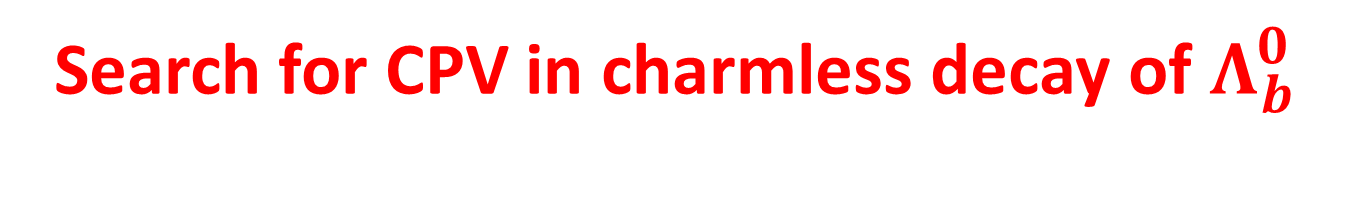 Search for CPV in charmless decay of Λ_b^0